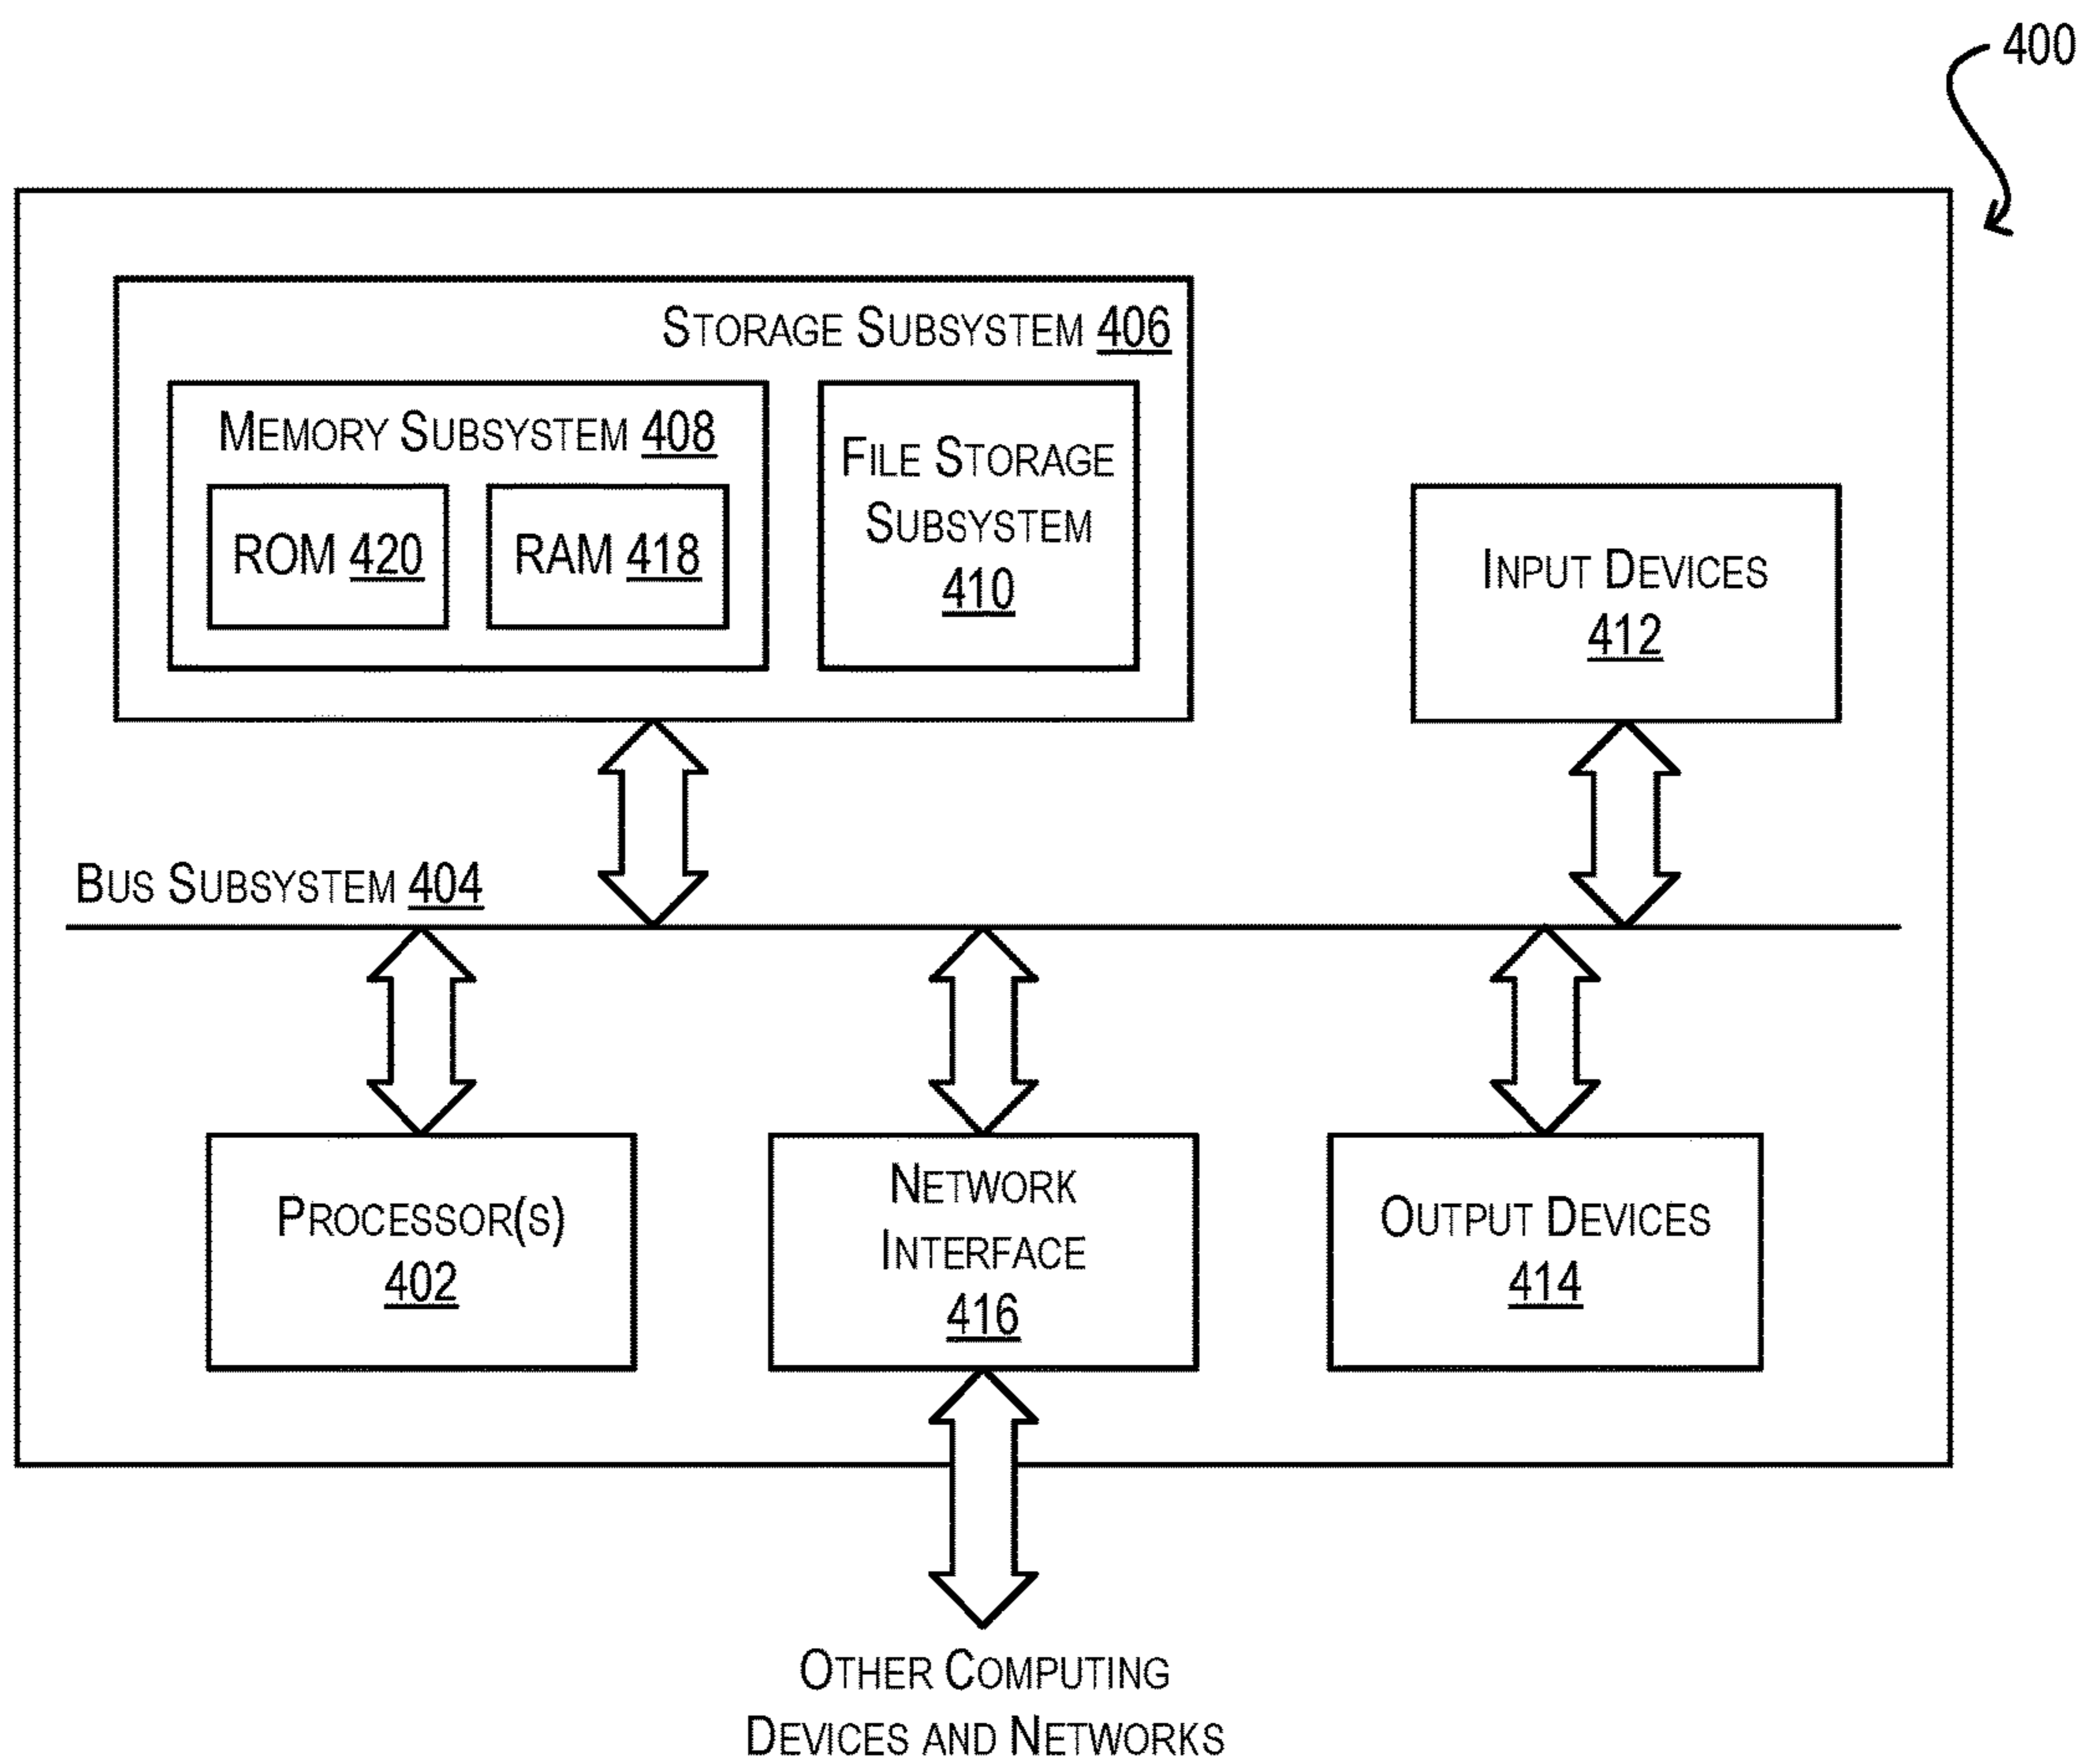 400
STORAGE SUBSYSTEM 406
MEMORY SUBSYSTEM 408
ROM 420
RAM 418
FILE STORAGE
SUBSYSTEM
410
INPUT DEVICES
412
BUS SUBSYSTEM 404
PROCESSOR(S)
402
NETWORK
INTERFACE
416
OUTPUT DEVICES
414
OTHER COMPUTING
DEVICES AND NETWORKS